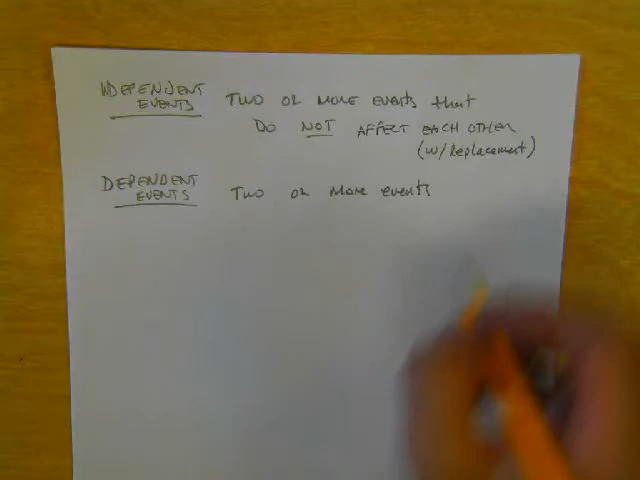 INDEPENDENT
EVENTS
TWO OR MORE EVENTS that
DO NOT AFFECT EACH OTHER
(w/Replacement)
DEPENDENT
EVENTS
TWO OR MORE events